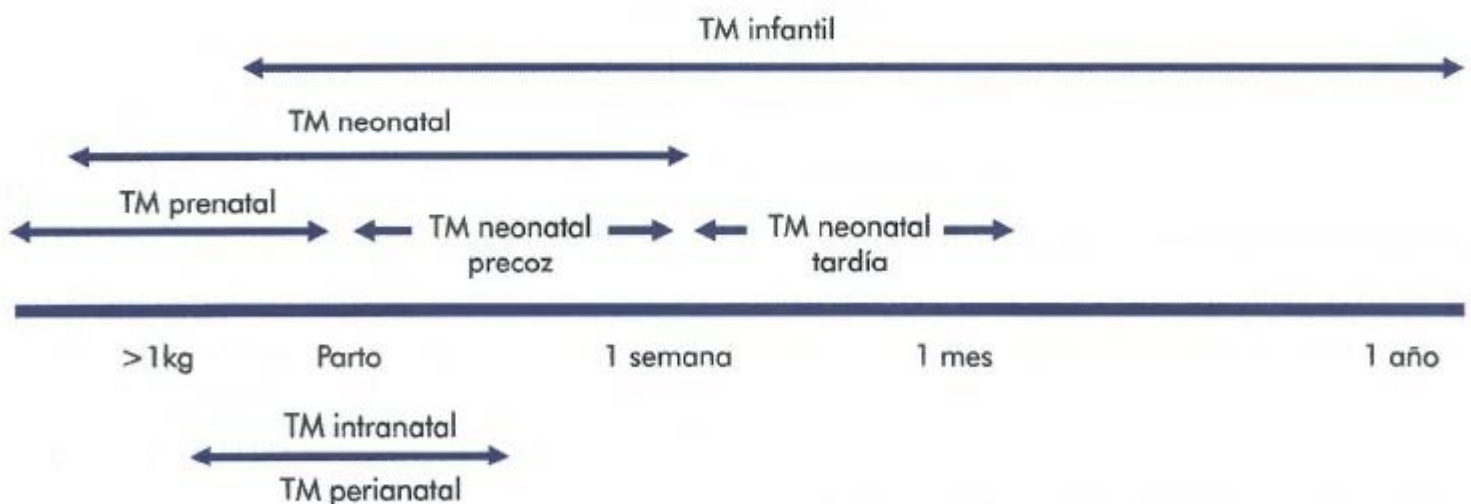 TM infantil
TM neonatal
TM prenatal
TM neonatal
precoz
TM neonatal
tardía
>1kg Parto 1 semana 1 mes 1 año
TM intranatal
TM perianatal